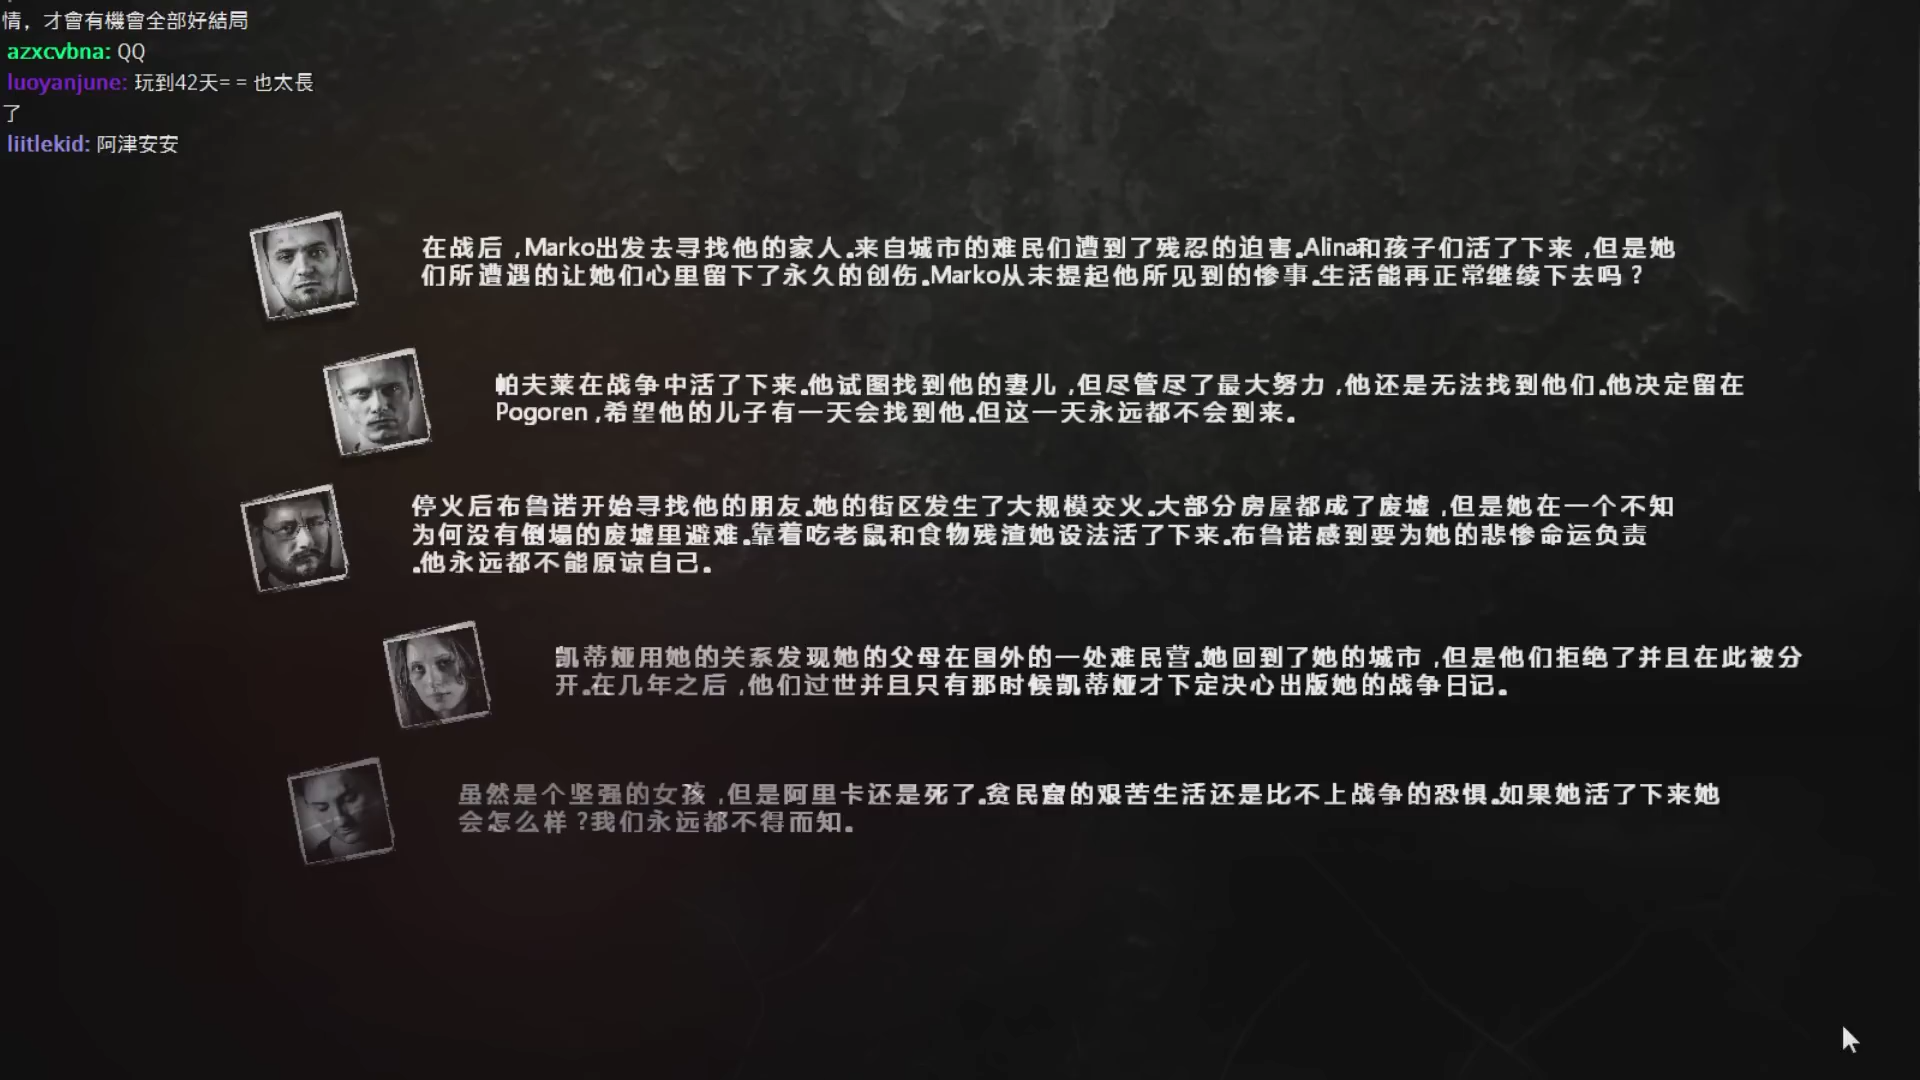 情，才會有機會全部好結局
azxcvbna: QQ
luoyanjune: 玩到42天= = 也太長
了
liitlekid: 阿津安安
在战后 ,Marko出发去寻找他的家人.来自城市的难民们遭到了残忍的迫害.Alina和孩子们活了下来 ,但是她
们所遭遇的让她们心里留下了永久的创伤.Marko从未提起他所见到的惨事.生活能再正常继续下去吗 ?
帕夫莱在战争中活了下来.他试图找到他的妻儿 ,但尽管尽了最大努力 ,他还是无法找到他们.他决定留在
Pogoren ,希望他的儿子有一天会找到他.但这一天永远都不会到来.
停火后布鲁诺开始寻找他的朋友.她的街区发生了大规模交火.大部分房屋都成了废墟 ,但是她在一个不知
为何没有倒塌的废墟里避难.靠着吃老鼠和食物残渣她设法活了下来.布鲁诺感到要为她的悲惨命运负责
.他永远都不能原谅自己.
凯蒂娅用她的关系发现她的父母在国外的一处难民营.她回到了她的城市 ,但是他们拒绝了并且在此被分
开.在几年之后 ,他们过世并且只有那时候凯蒂娅才下定决心出版她的战争日记.
虽然是个坚强的女孩 ,但是阿里卡还是死了.贫民窟的艰苦生活还是比不上战争的恐惧.如果她活了下来她
会怎么样 ?我们永远都不得而知.